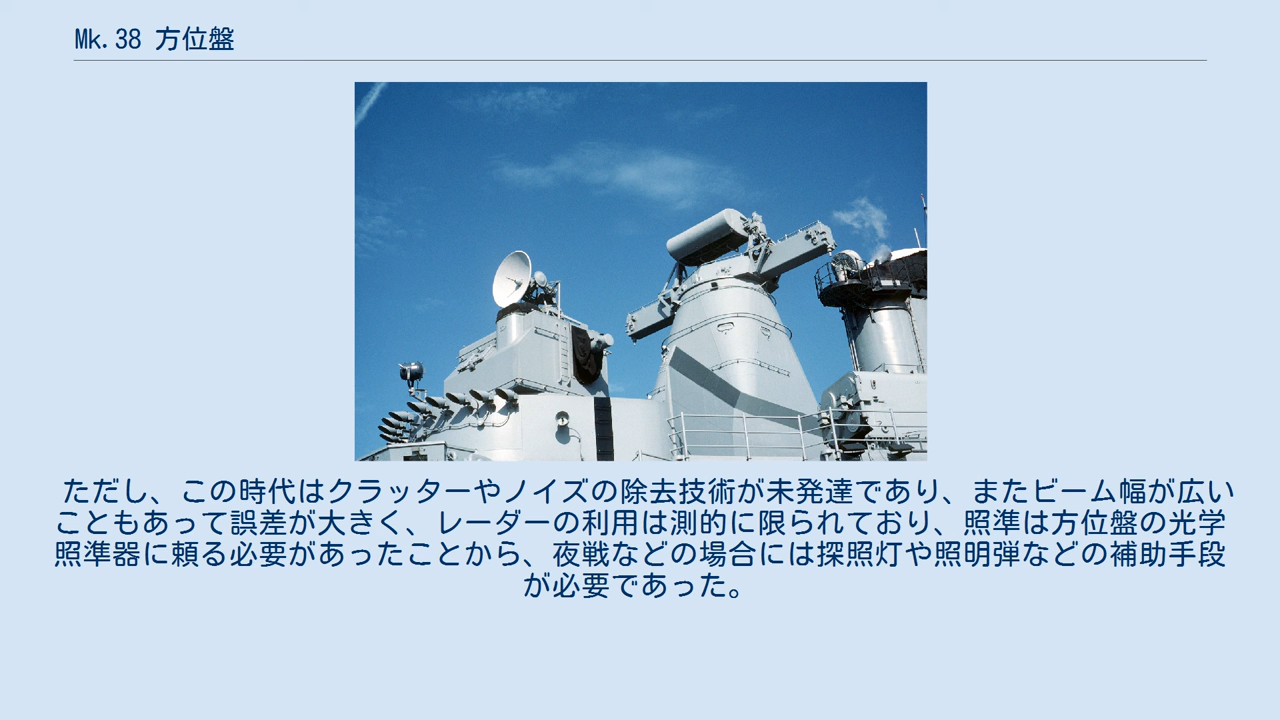 Mk.38 方位盤
ただし、この時代はクラッターやノイズの除去技術が未発達であり、またビーム幅が広い
こともあって誤差が大きく、レーダーの利用は測的に限られており、照準は方位盤の光学
照準器に頼る必要があったことから、夜戦などの場合には探照灯や照明弾などの補助手段
が必要であった。